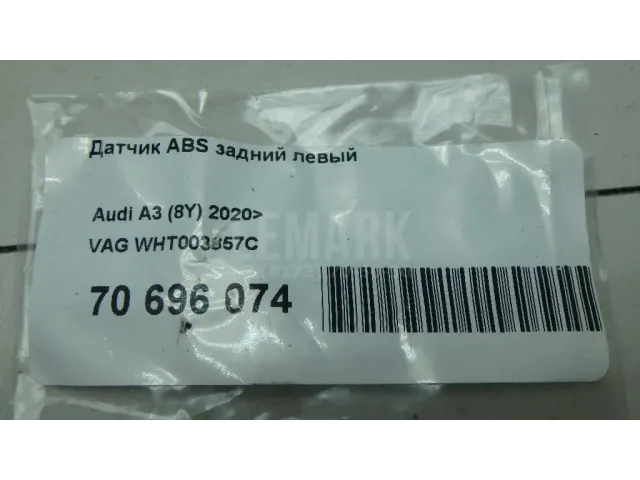 Датчик ABS задний левый
Audi A3 (8Y) 2020>
VAG WHT003857C
70 696 074